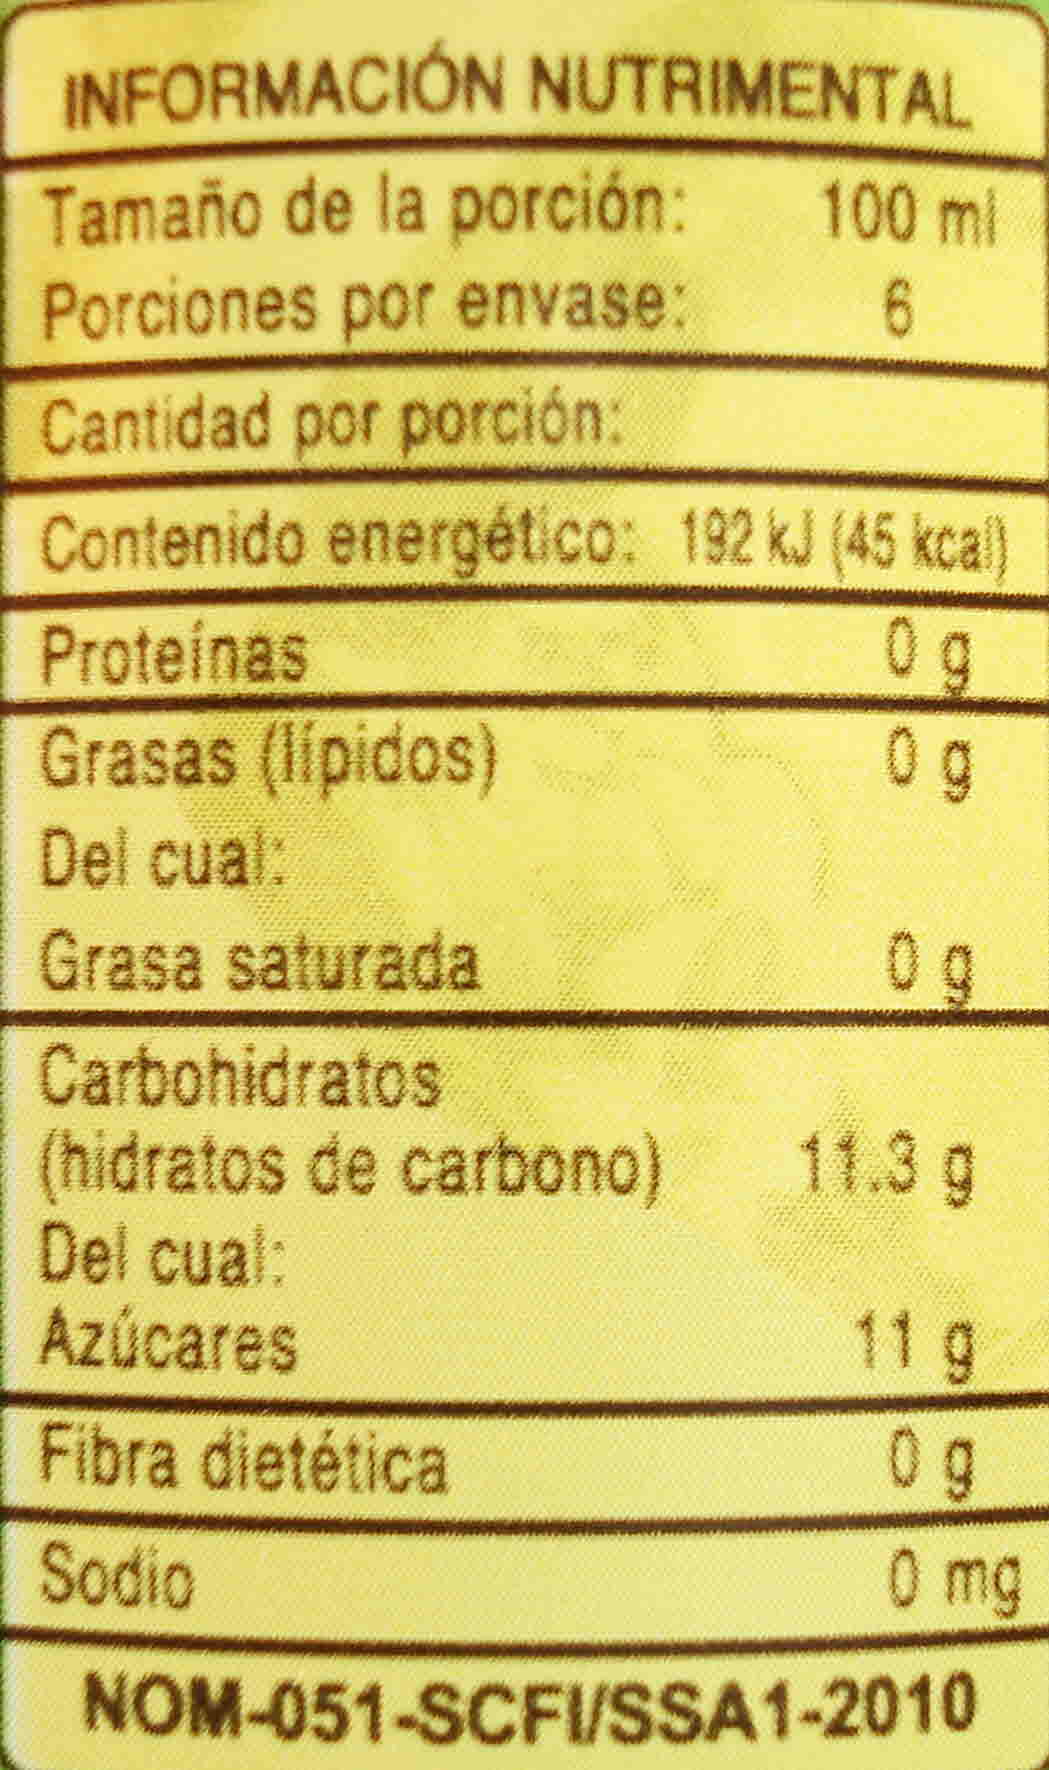 INFORMACIÓN NUTRIMENTAL
Tamaño de la porción: 100 ml
Porciones por envase: 6
Cantidad por porción:
Contenido energético: 192 kJ (45 kcal)
Proteínas 0 g
Grasas (lípidos) 0 g
Del cual:
Grasa saturada 0 g
Carbohidratos
(hidratos de carbono) 11.3 g
Del cual:
Azúcares 11 g
Fibra dietética 0 g
Sodio 0 mg
NOM-051-SCFI/SSA1-2010